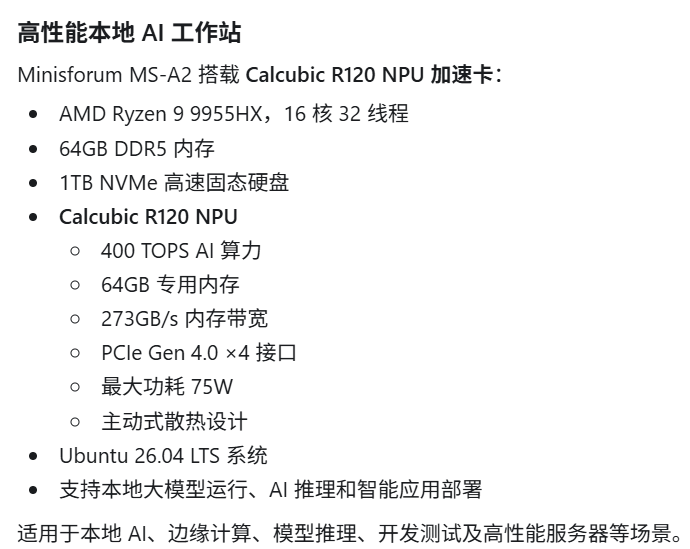 高性能本地 AI 工作站
Minisforum MS-A2 搭载 Calcubic R120 NPU 加速卡：
• AMD Ryzen 9 9955HX，16 核 32 线程
• 64GB DDR5 内存
• 1TB NVMe 高速固态硬盘
• Calcubic R120 NPU
○ 400 TOPS AI 算力
○ 64GB 专用内存
○ 273GB/s 内存带宽
○ PCIe Gen 4.0 ×4 接口
○ 最大功耗 75W
○ 主动式散热设计
• Ubuntu 26.04 LTS 系统
• 支持本地大模型运行、AI 推理和智能应用部署
适用于本地 AI、边缘计算、模型推理、开发测试及高性能服务器等场景。